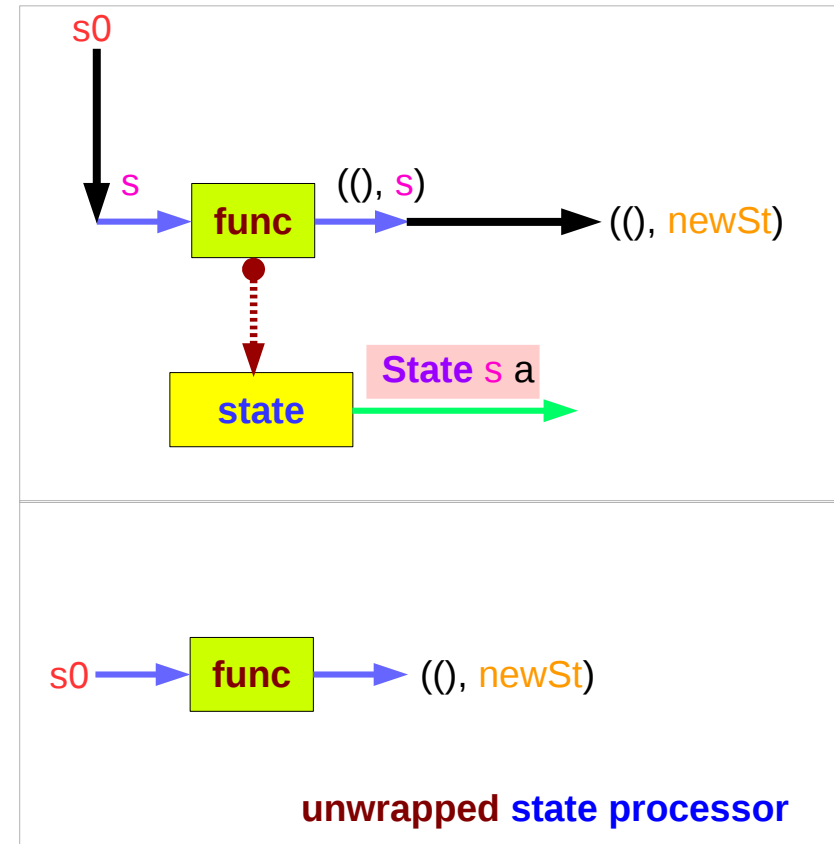 s0
s
((), s)
func
((), newSt)
State s a
state
s0
func
((), newSt)
unwrapped state processor